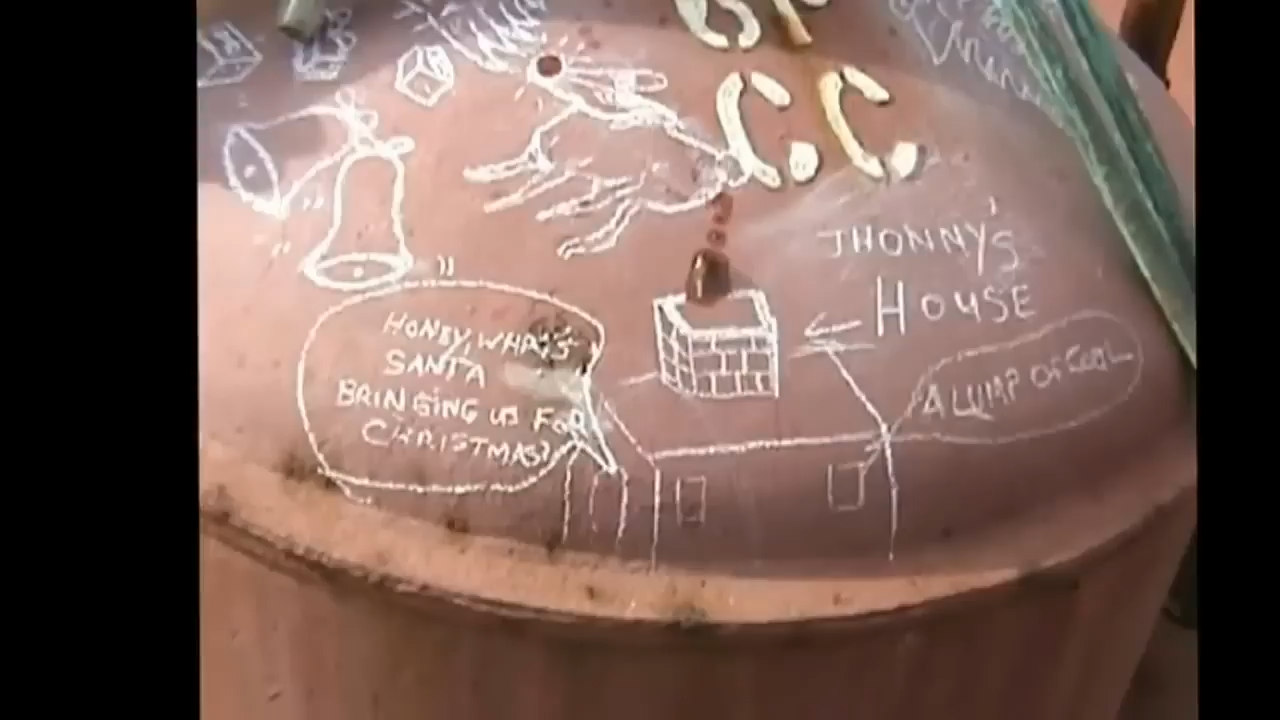 C.C.
JHONNY'S
HOUSE
HONEY, WHAT'S
SANTA
BRINGING US FOR
CHRISTMAS?
A LUMP OF COAL